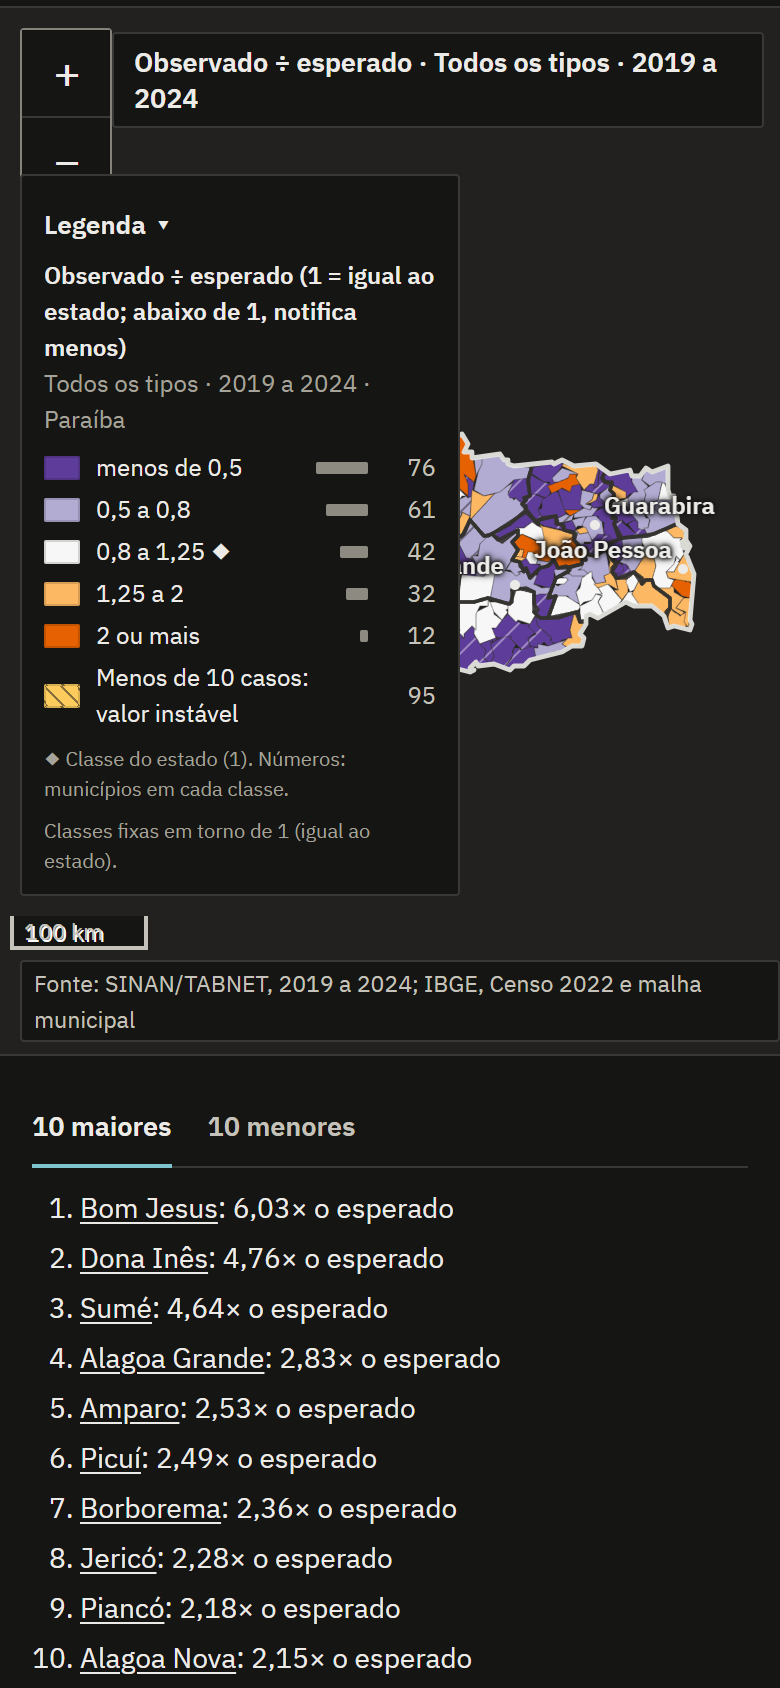 +
Observado ÷ esperado · Todos os tipos · 2019 a
2024
−
Legenda ▼
Observado ÷ esperado (1 = igual ao
estado; abaixo de 1, notifica
menos)
Todos os tipos · 2019 a 2024 ·
Paraíba
menos de 0,5 76
0,5 a 0,8 61
0,8 a 1,25 ◆ 42
1,25 a 2 32
2 ou mais 12
Menos de 10 casos:
valor instável 95
◆ Classe do estado (1). Números:
municípios em cada classe.
Classes fixas em torno de 1 (igual ao
estado).
Guarabira
João Pessoa
nde
100 km
Fonte: SINAN/TABNET, 2019 a 2024; IBGE, Censo 2022 e malha
municipal
10 maiores 10 menores
1. Bom Jesus: 6,03× o esperado
2. Dona Inês: 4,76× o esperado
3. Sumé: 4,64× o esperado
4. Alagoa Grande: 2,83× o esperado
5. Amparo: 2,53× o esperado
6. Picuí: 2,49× o esperado
7. Borborema: 2,36× o esperado
8. Jericó: 2,28× o esperado
9. Piancó: 2,18× o esperado
10. Alagoa Nova: 2,15× o esperado